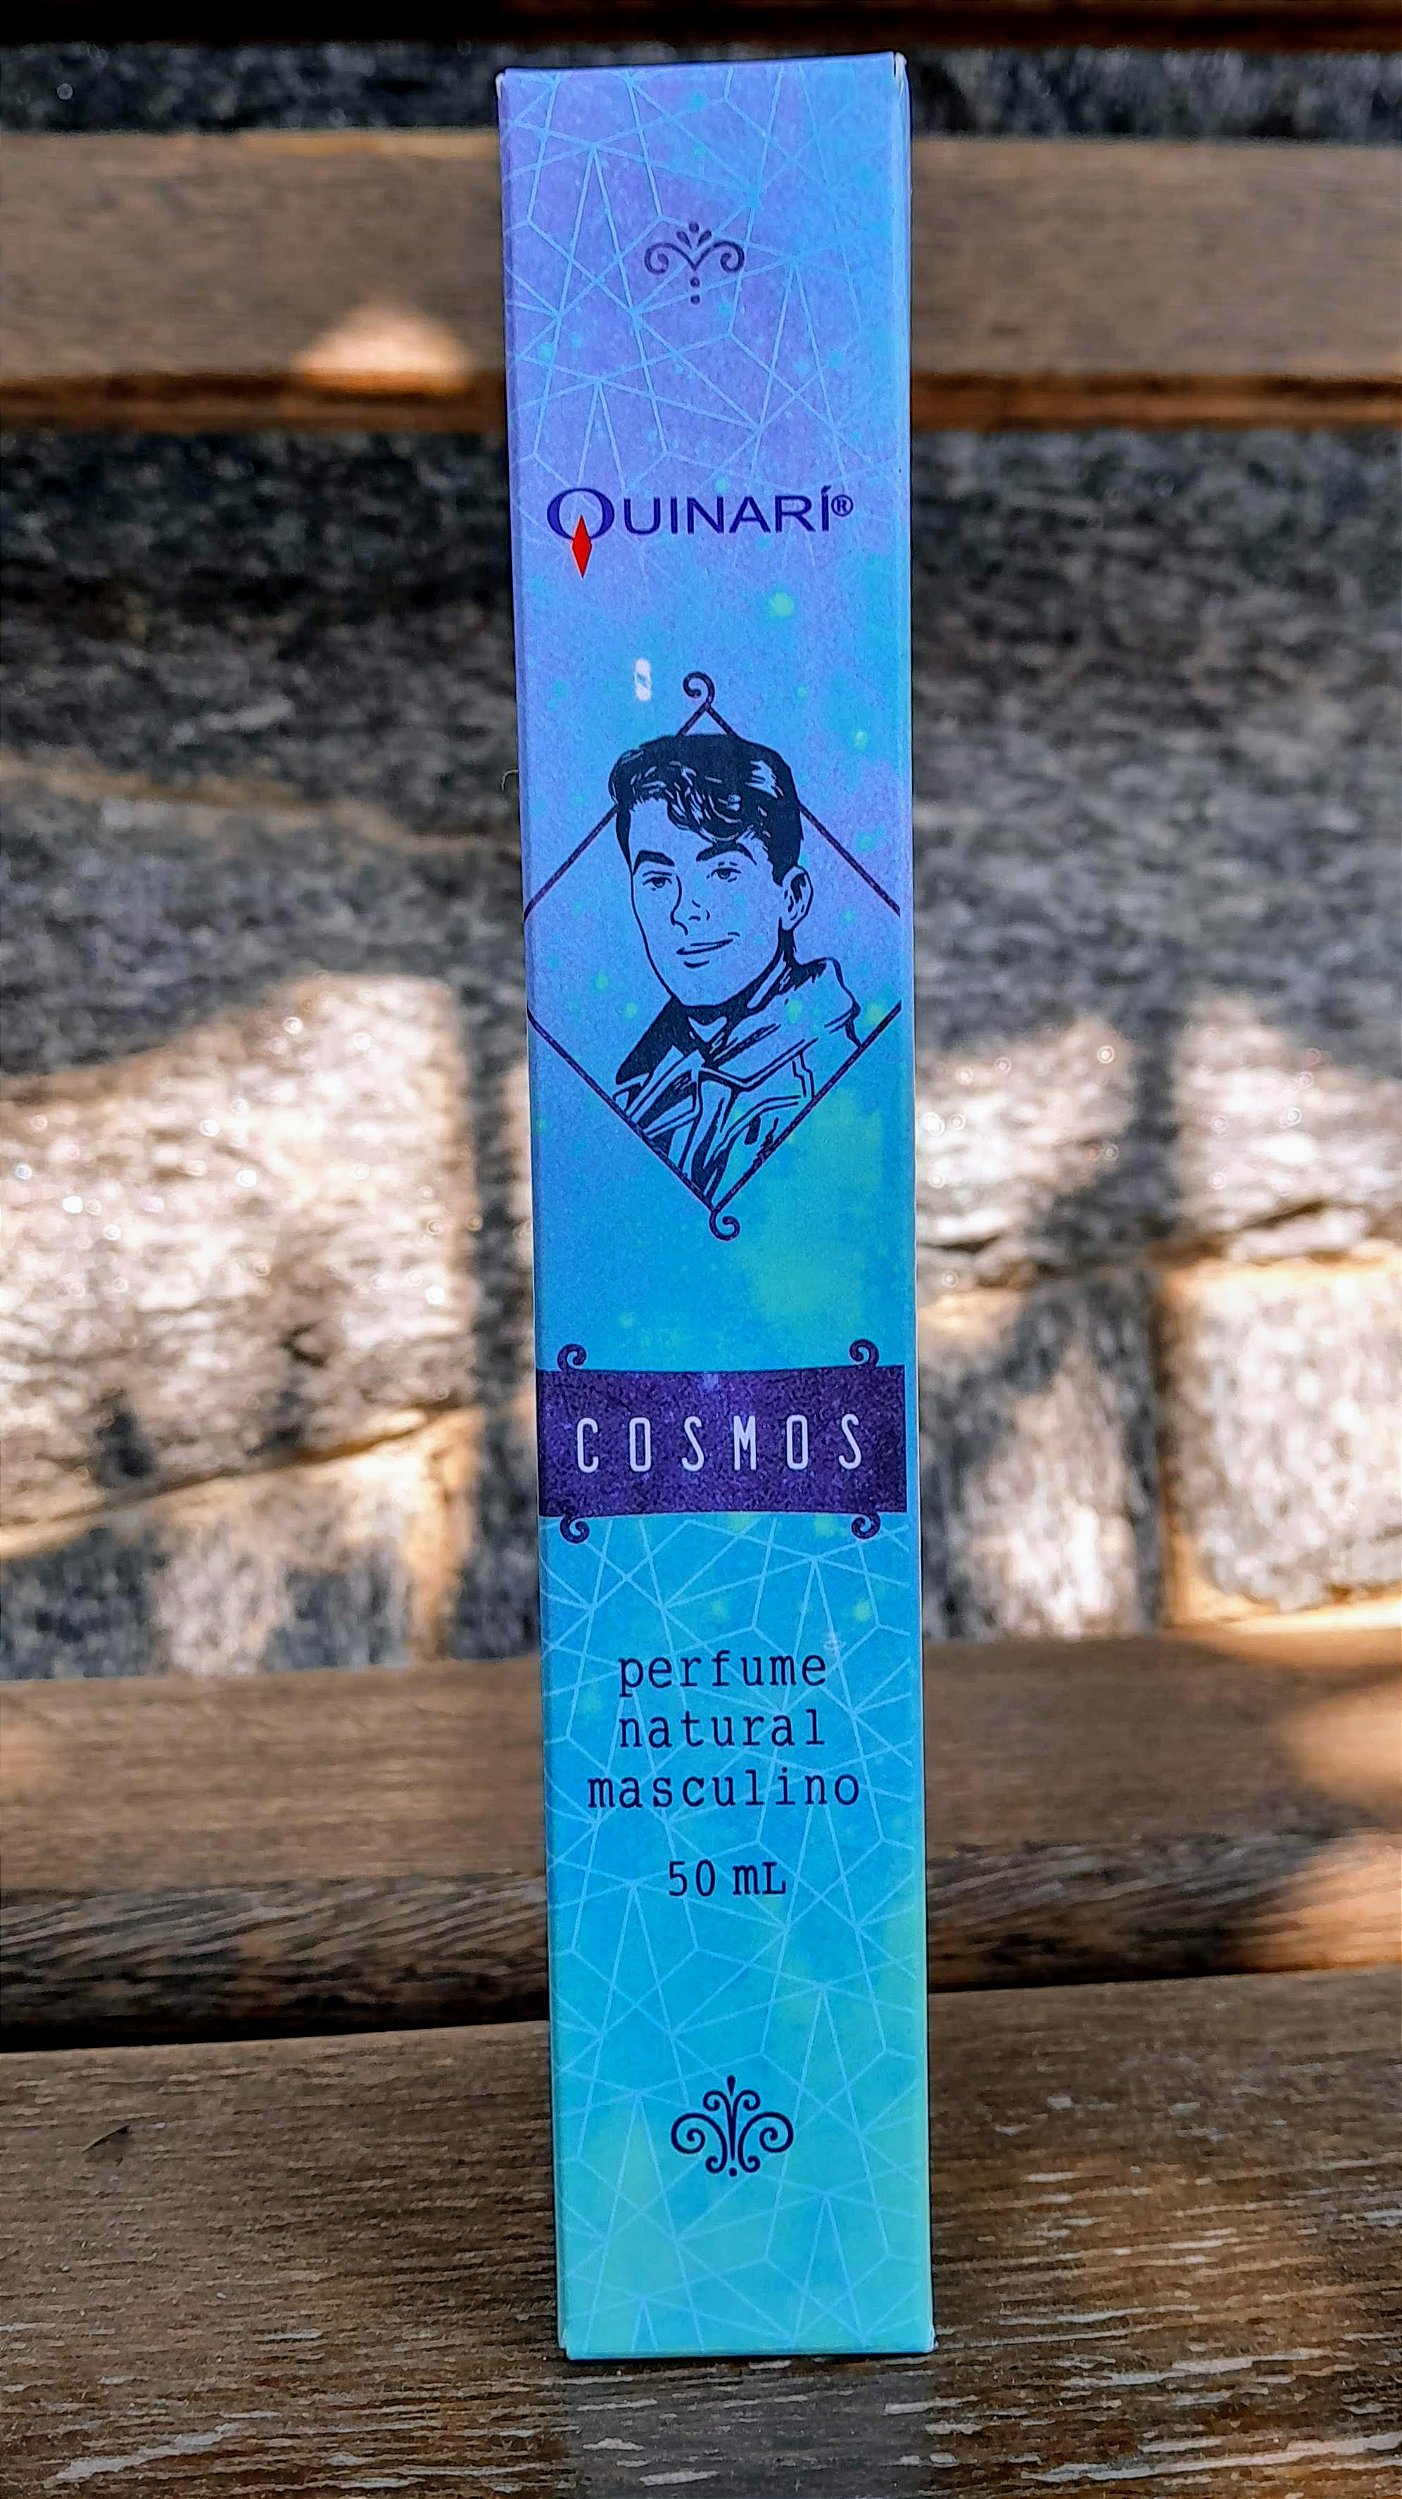 QUINARÍ®
COSMOS
perfume
natural
masculino
50 mL